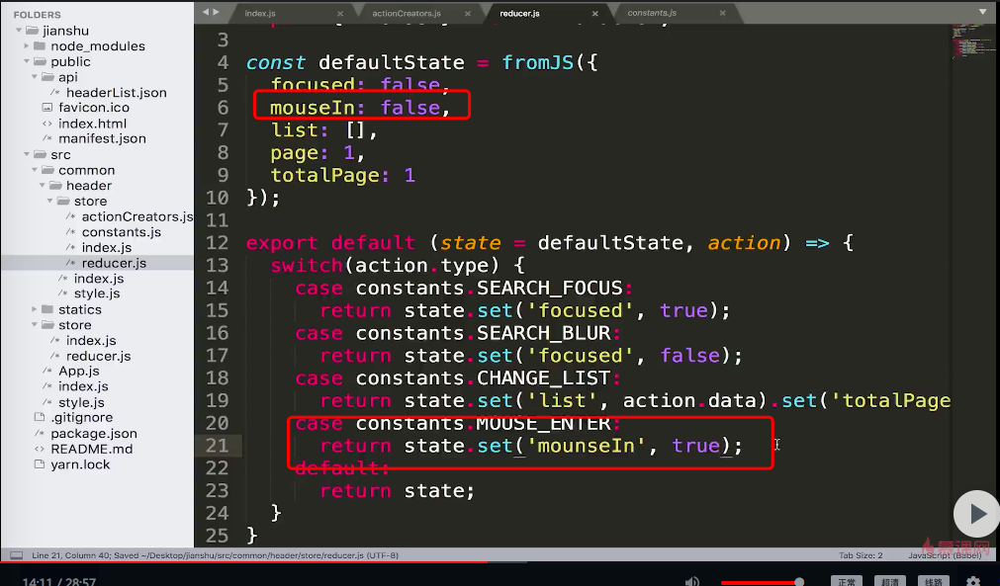 FOLDERS
jianshu
node_modules
public
api
/* headerList.json
favicon.ico
<> index.html
/* manifest.json
src
common
header
store
/* actionCreators.js
/* constants.js
/* index.js
/* reducer.js
/* index.js
/* style.js
statics
store
/* index.js
/* reducer.js
/* App.js
/* index.js
/* style.js
.gitignore
/* package.json
<> README.md
yarn.lock
index.js × actionCreators.js × reducer.js × constants.js ×
3
4 const defaultState = fromJS({
5 focused: false,
6 mouseIn: false,
7 list: [],
8 page: 1,
9 totalPage: 1
10 });
11
12 export default (state = defaultState, action) => {
13 switch(action.type) {
14 case constants.SEARCH_FOCUS:
15 return state.set('focused', true);
16 case constants.SEARCH_BLUR:
17 return state.set('focused', false);
18 case constants.CHANGE_LIST:
19 return state.set('list', action.data).set('totalPage
20 case constants.MOUSE_ENTER:
21 return state.set('mounseIn', true);
22 default:
23 return state;
24 }
25 }
慕课网
Line 21, Column 40; Saved ~/Desktop/jianshu/src/common/header/store/reducer.js (UTF-8) Tab Size: 2 JavaScript (Babel)
14:11 / 28:57 正常 超清 线路